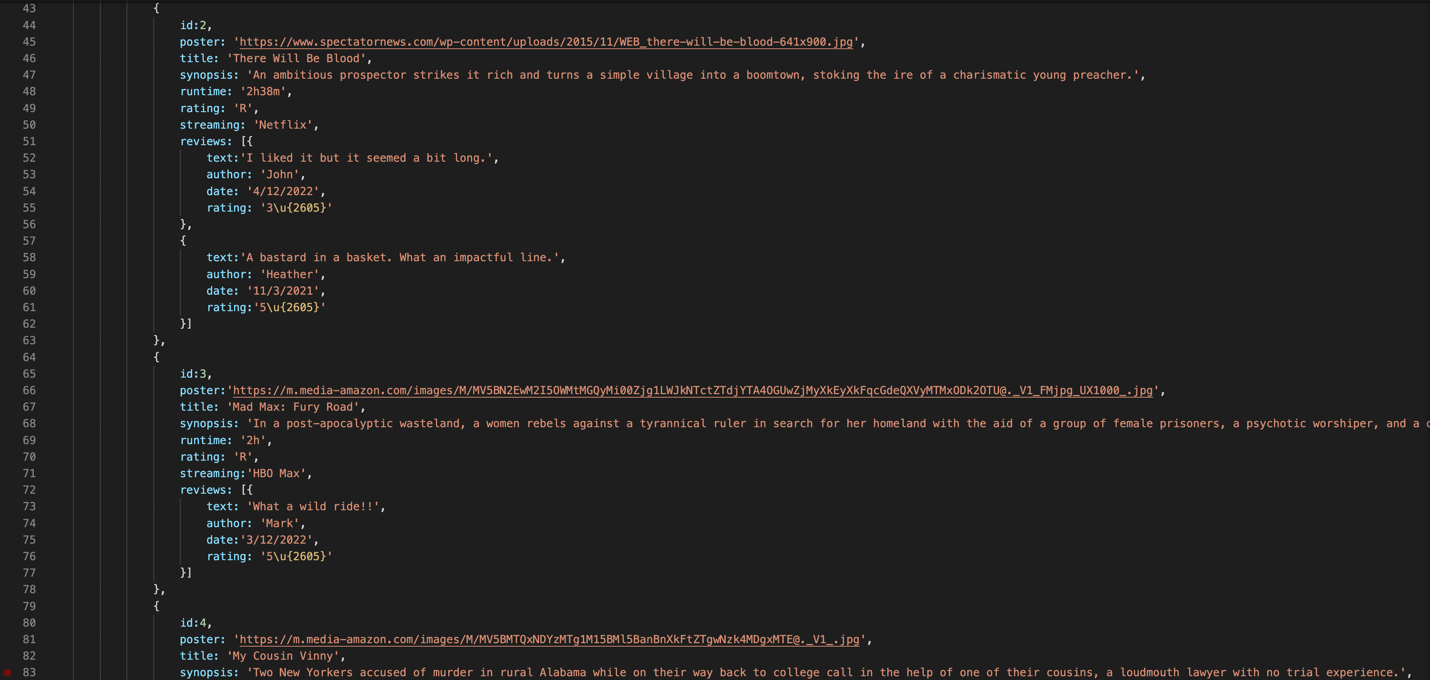 43 {
44 id:2,
45 poster: 'https://www.spectatornews.com/wp-content/uploads/2015/11/WEB_there-will-be-blood-641x900.jpg',
46 title: 'There Will Be Blood',
47 synopsis: 'An ambitious prospector strikes it rich and turns a simple village into a boomtown, stoking the ire of a charismatic young preacher.',
48 runtime: '2h38m',
49 rating: 'R',
50 streaming: 'Netflix',
51 reviews: [{
52 text:'I liked it but it seemed a bit long.',
53 author: 'John',
54 date: '4/12/2022',
55 rating: '3\u{2605}'
56 },
57 {
58 text:'A bastard in a basket. What an impactful line.',
59 author: 'Heather',
60 date: '11/3/2021',
61 rating:'5\u{2605}'
62 }]
63 },
64 {
65 id:3,
66 poster:'https://m.media-amazon.com/images/M/MV5BN2EwM2I5OWMtMGQyMi00Zjg1LWJkNTctZTdjYTA4OGUwZjMyXkEyXkFqcGdeQXVyMTMxODk2OTU@._V1_FMjpg_UX1000_.jpg',
67 title: 'Mad Max: Fury Road',
68 synopsis: 'In a post-apocalyptic wasteland, a women rebels against a tyrannical ruler in search for her homeland with the aid of a group of female prisoners, a psychotic worshiper, and a
69 runtime: '2h',
70 rating: 'R',
71 streaming:'HBO Max',
72 reviews: [{
73 text: 'What a wild ride!!',
74 author: 'Mark',
75 date:'3/12/2022',
76 rating: '5\u{2605}'
77 }]
78 },
79 {
80 id:4,
81 poster: 'https://m.media-amazon.com/images/M/MV5BMTQxNDYzMTg1M15BMl5BanBnXkFtZTgwNzk4MDgxMTE@._V1_.jpg',
82 title: 'My Cousin Vinny',
83 synopsis: 'Two New Yorkers accused of murder in rural Alabama while on their way back to college call in the help of one of their cousins, a loudmouth lawyer with no trial experience.',